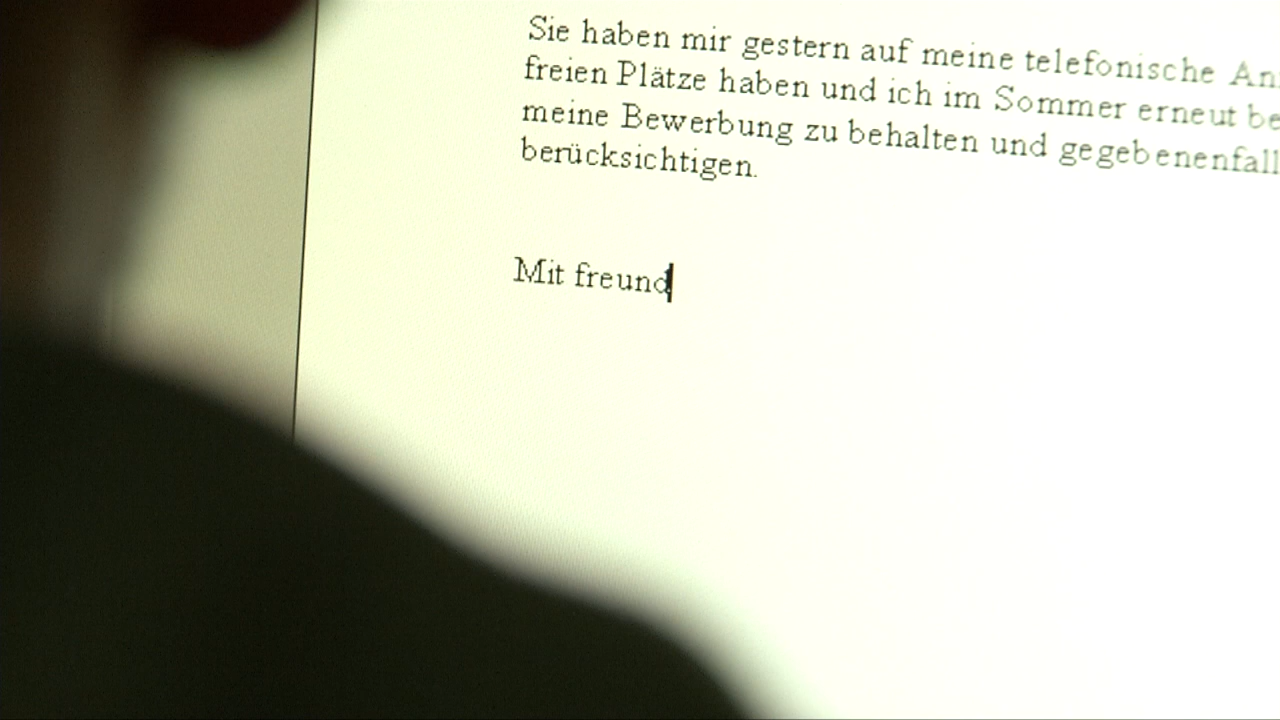 Sie haben mir gestern auf meine telefonische
freien Plätze haben und ich im Sommer erneut
meine Bewerbung zu behalten und
berücksichtigen.
Mit freund